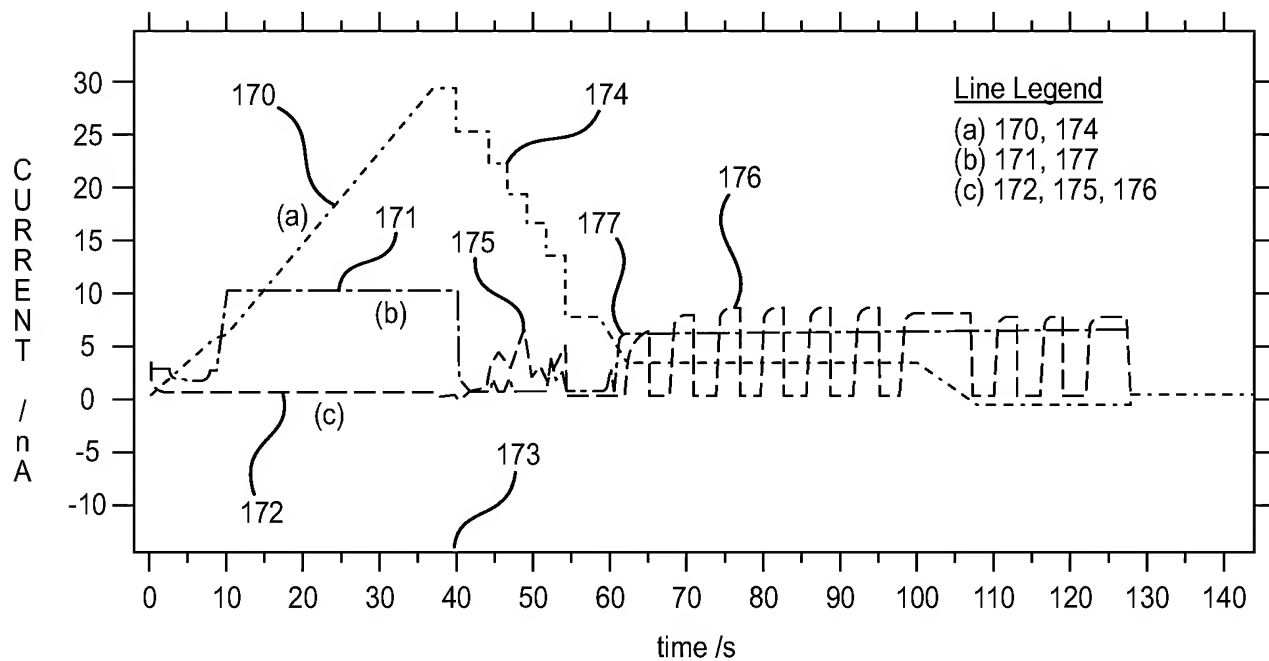 30
25
20
15
10
5
0
-5
-10
CURRENT /nA
170
174
Line Legend
(a) 170, 174
(b) 171, 177
(c) 172, 175, 176
176
(a)
171
177
175
(b)
(c)
173
172
0 10 20 30 40 50 60 70 80 90 100 110 120 130 140
time /s